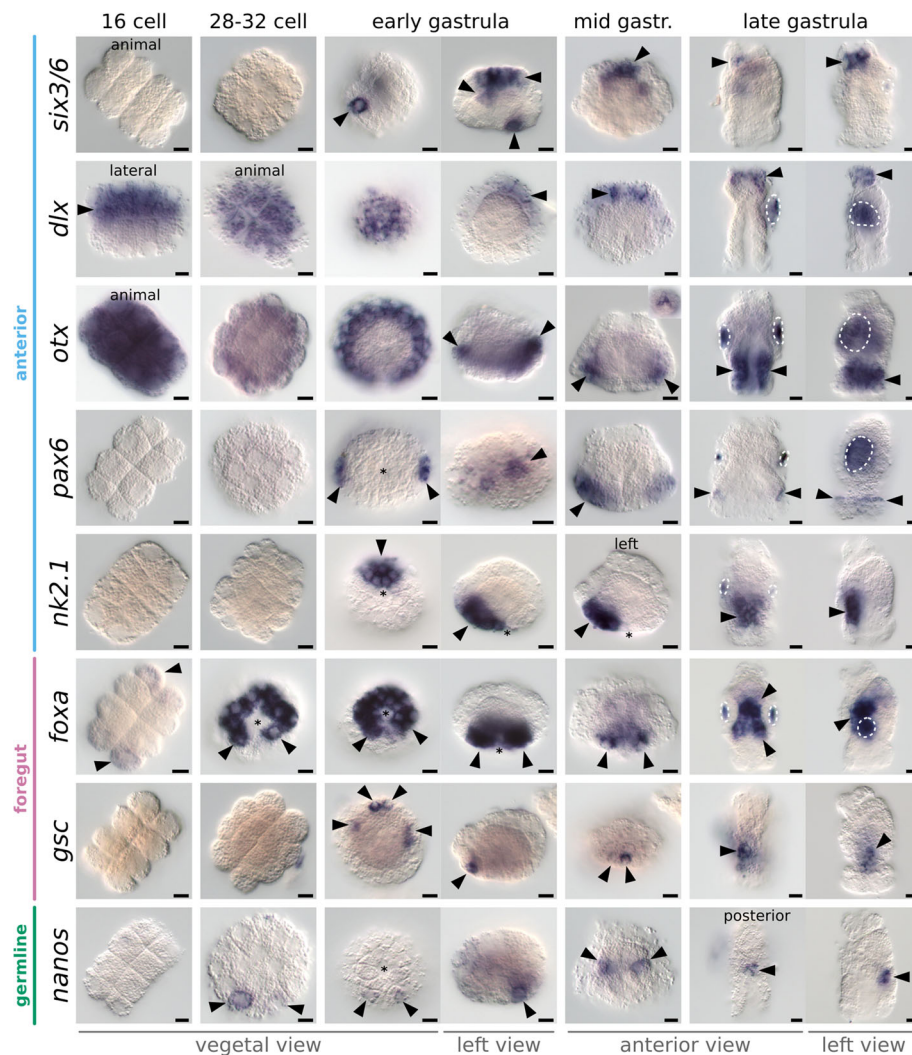 16 cell 28-32 cell early gastrula mid gastr. late gastrula
anterior
six3/6
animal
dlx
lateral
animal
otx
animal
pax6
*
nk2.1
*
*
left
*
foregut
foxa
*
*
*
gsc
germline
nanos
*
posterior
vegetal view left view anterior view left view